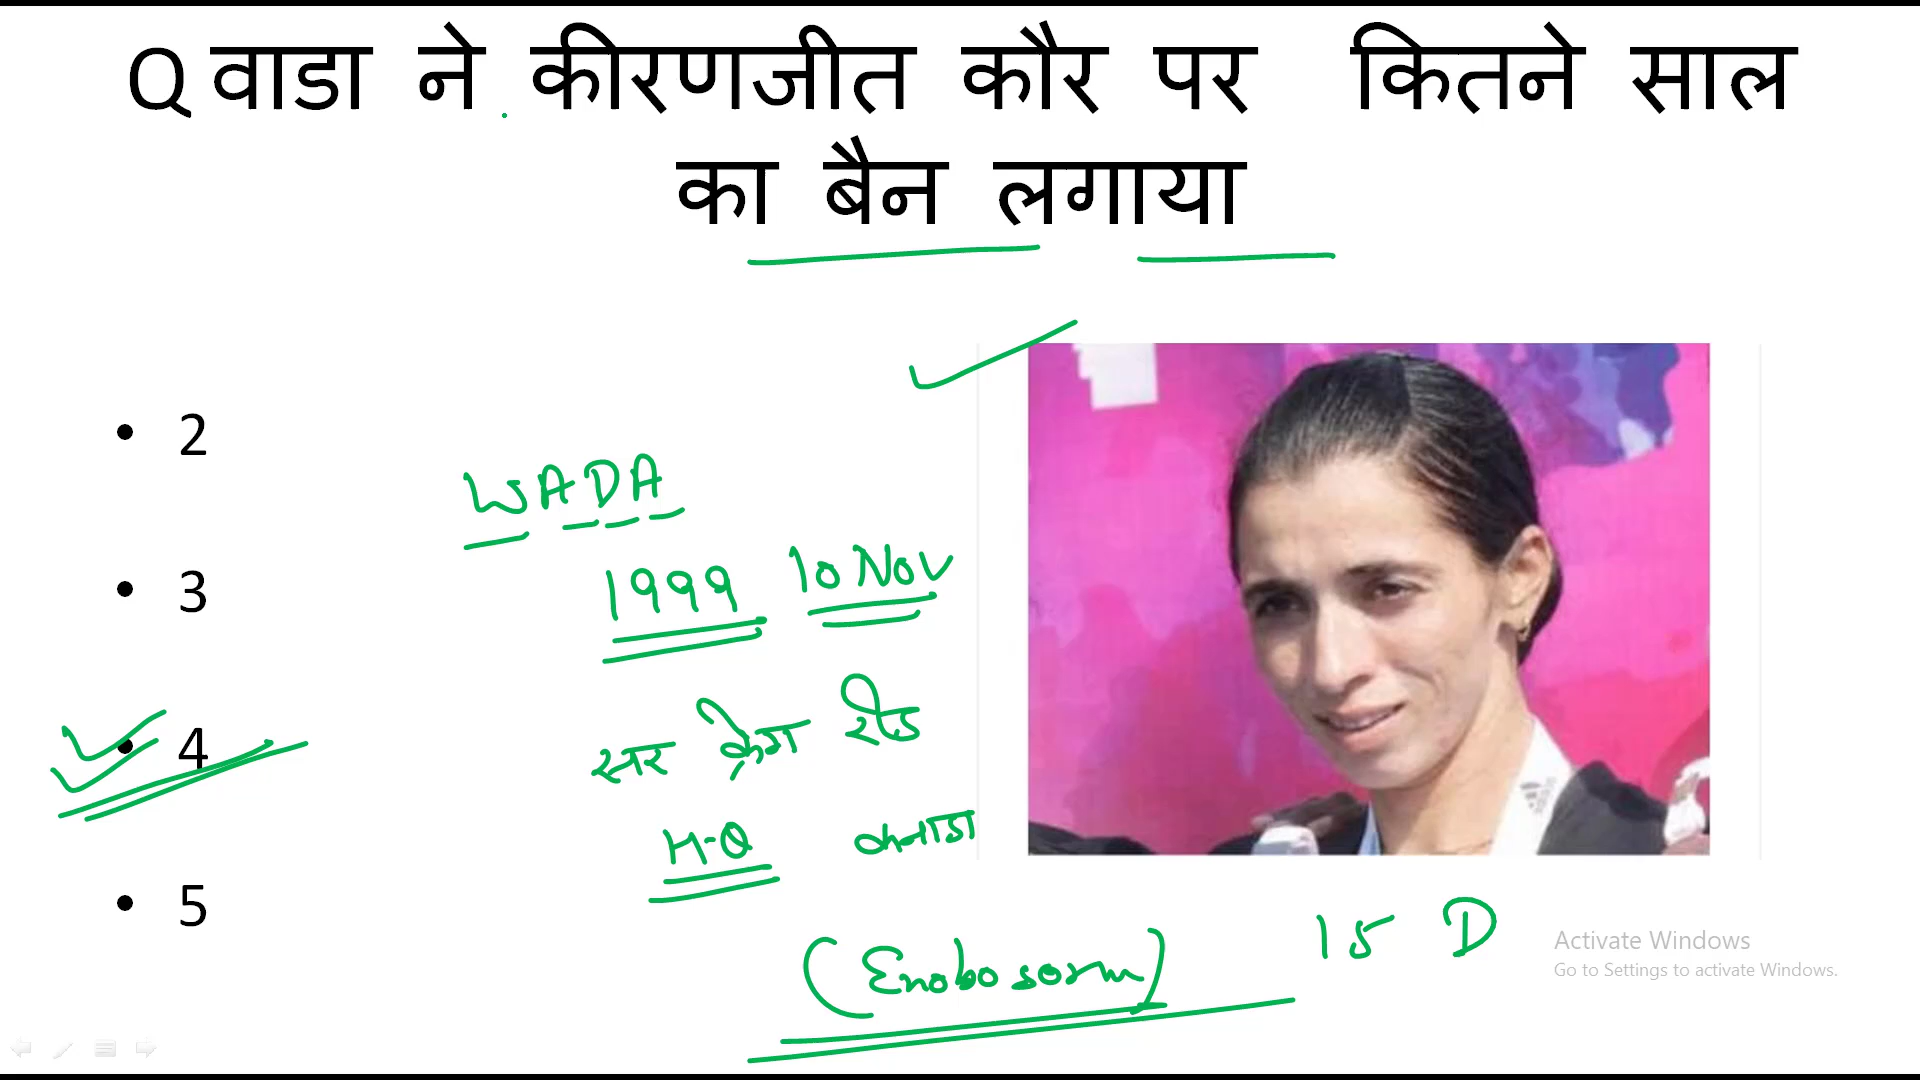 Q वाडा ने कीरणजीत कौर पर कितने साल
का बैन लगाया
• 2
• 3
• 4
• 5
WADA
1999 10 Nov
सर क्रेग रीड
H-Q कनाडा
(Enobosorm)
15 D
Activate Windows
Go to Settings to activate Windows.